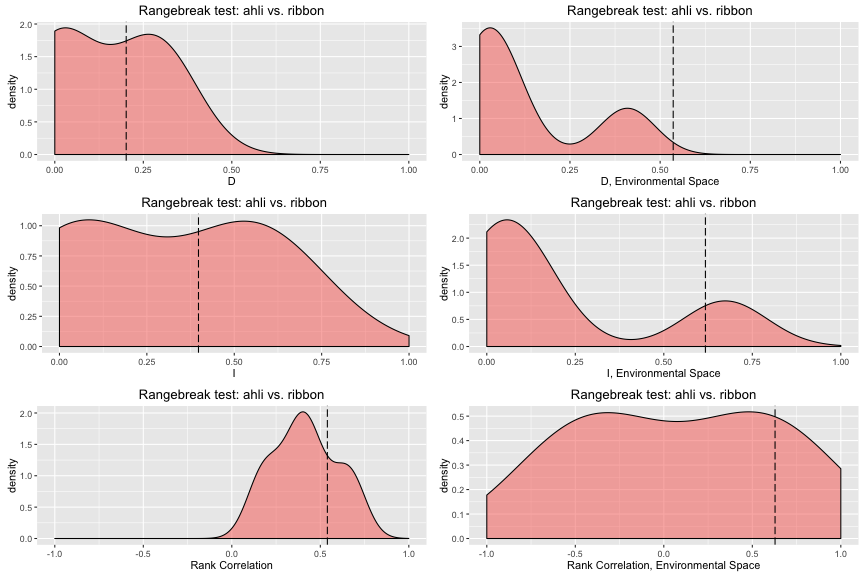 Rangebreak test: ahli vs. ribbon
density
2.0
1.5
1.0
0.5
0.0
0.00 0.25 0.50 0.75 1.00
D
Rangebreak test: ahli vs. ribbon
density
3
2
1
0
0.00 0.25 0.50 0.75 1.00
D, Environmental Space
Rangebreak test: ahli vs. ribbon
density
1.00
0.75
0.50
0.25
0.00
0.00 0.25 0.50 0.75 1.00
I
Rangebreak test: ahli vs. ribbon
density
2.0
1.5
1.0
0.5
0.0
0.00 0.25 0.50 0.75 1.00
I, Environmental Space
Rangebreak test: ahli vs. ribbon
density
2.0
1.5
1.0
0.5
0.0
-1.0 -0.5 0.0 0.5 1.0
Rank Correlation
Rangebreak test: ahli vs. ribbon
density
0.5
0.4
0.3
0.2
0.1
0.0
-1.0 -0.5 0.0 0.5 1.0
Rank Correlation, Environmental Space